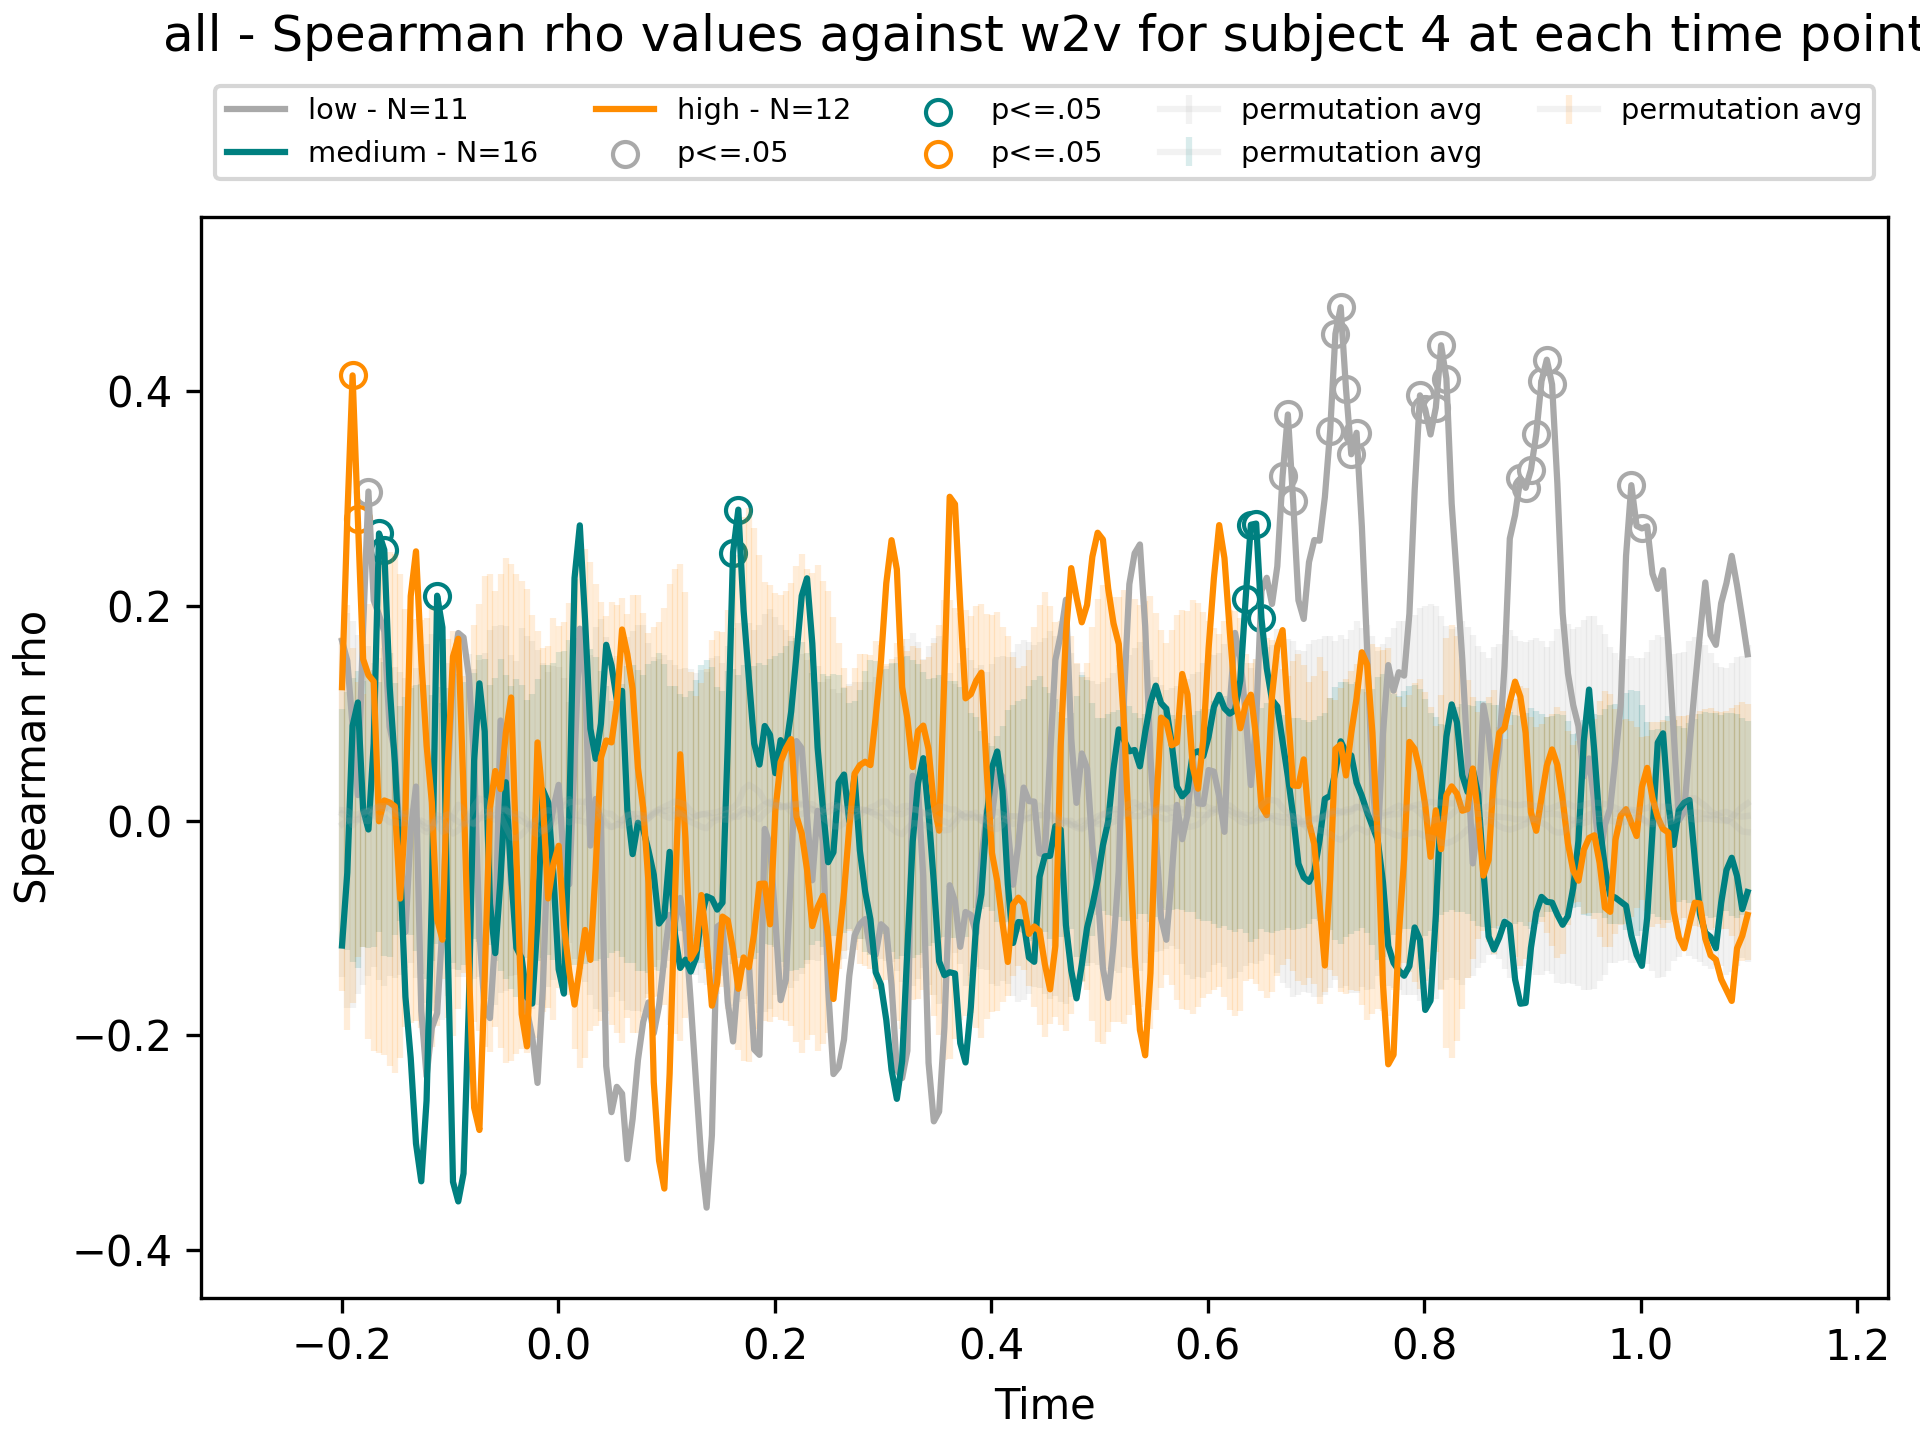 all - Spearman rho values against w2v for subject 4 at each time point
low - N=11
medium - N=16
high - N=12
p<=.05
p<=.05
p<=.05
permutation avg
permutation avg
permutation avg
Spearman rho
0.4
0.2
0.0
−0.2
−0.4
−0.2 0.0 0.2 0.4 0.6 0.8 1.0 1.2
Time